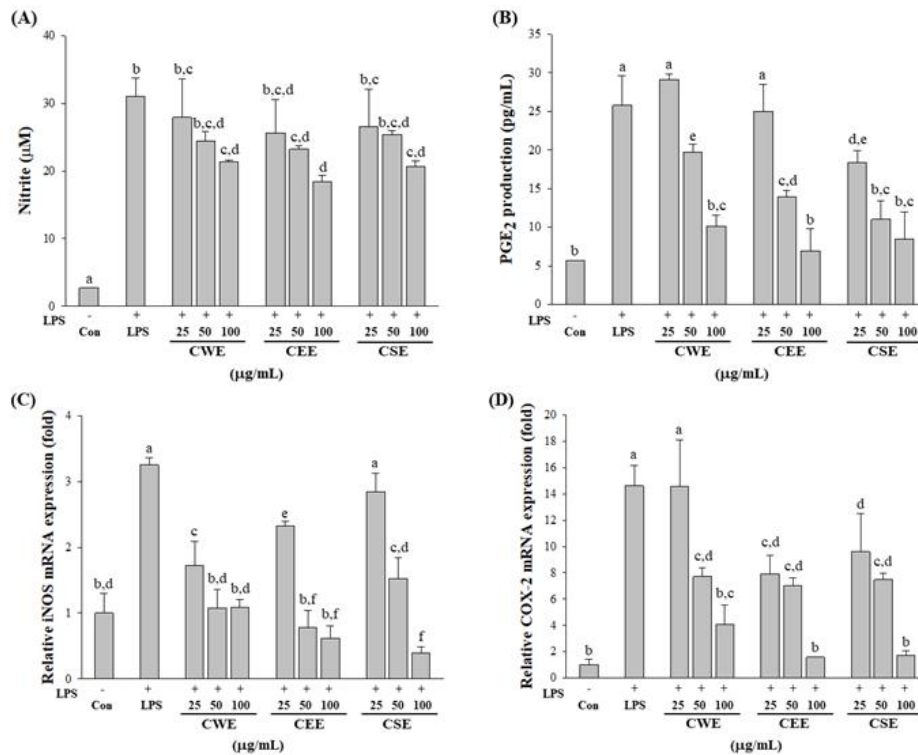 (A)
Nitrite (µM)
40
30
20
10
0
a
b
b,c
b,c,d
c,d
b,c,d
c,d
d
b,c
b,c,d
c,d
LPS - + + + + + + + + + +
Con LPS 25 50 100 25 50 100 25 50 100
CWE CEE CSE
(µg/mL)
(B)
PGE2 production (pg/mL)
35
30
25
20
15
10
5
0
b
a
a
e
b,c
a
c,d
b
d,e
b,c
b,c
LPS - + + + + + + + + + +
Con LPS 25 50 100 25 50 100 25 50 100
CWE CEE CSE
(µg/mL)
(C)
Relative iNOS mRNA expression (fold)
4
3
2
1
0
b,d
a
c
b,d
b,d
e
b,f
b,f
a
c,d
f
LPS - + + + + + + + + + +
Con LPS 25 50 100 25 50 100 25 50 100
CWE CEE CSE
(µg/mL)
(D)
Relative COX-2 mRNA expression (fold)
20
18
16
14
12
10
8
6
4
2
0
b
a
a
c,d
b,c
c,d
c,d
b
d
c,d
b
LPS - + + + + + + + + + +
Con LPS 25 50 100 25 50 100 25 50 100
CWE CEE CSE
(µg/mL)